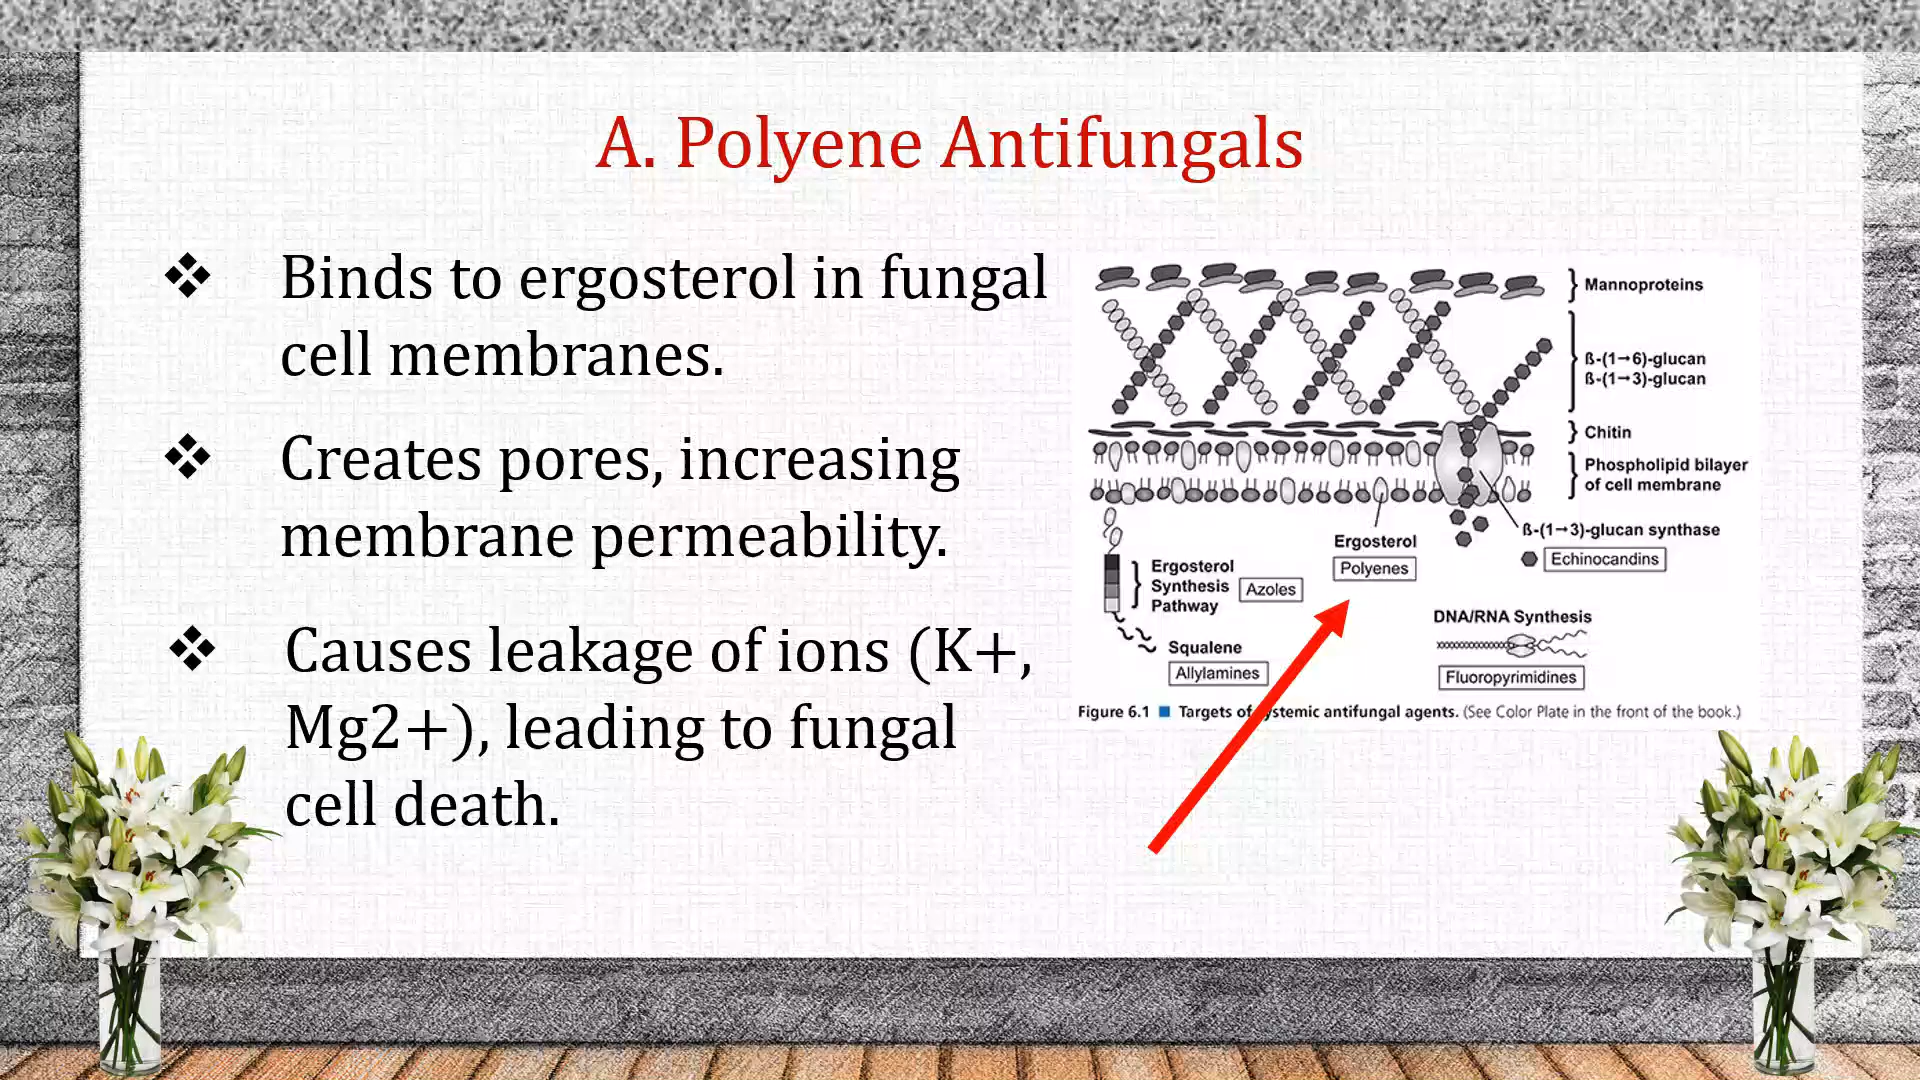 A. Polyene Antifungals
❖ Binds to ergosterol in fungal
cell membranes.
❖ Creates pores, increasing
membrane permeability.
❖ Causes leakage of ions (K+,
Mg2+), leading to fungal
cell death.
Mannoproteins
ß-(1→6)-glucan
ß-(1→3)-glucan
Chitin
Phospholipid bilayer
of cell membrane
ß-(1→3)-glucan synthase
Echinocandins
Ergosterol
Polyenes
Ergosterol
Synthesis
Pathway
Azoles
Squalene
Allylamines
DNA/RNA Synthesis
Fluoropyrimidines
Figure 6.1 ■ Targets of systemic antifungal agents. (See Color Plate in the front of the book.)